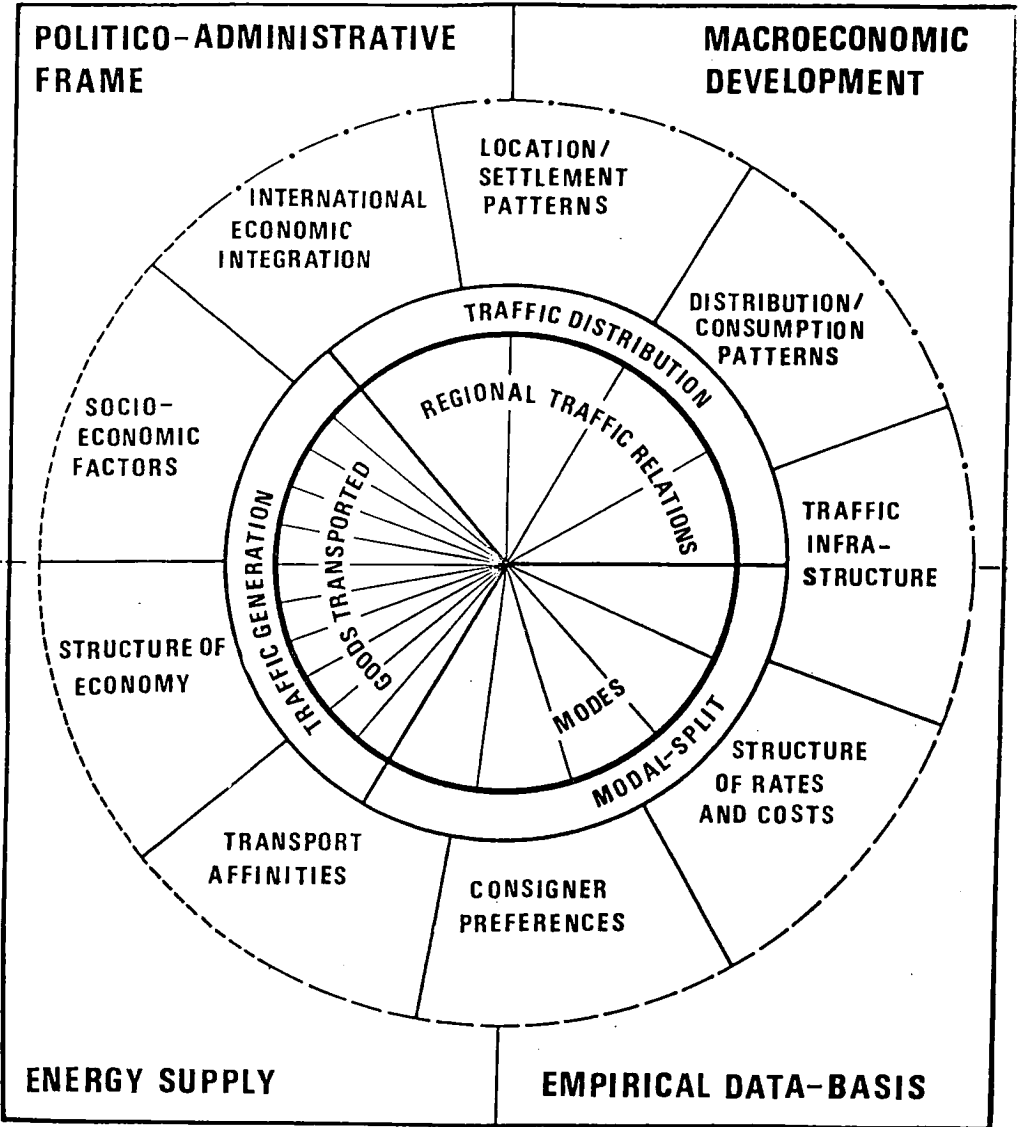 POLITICO-ADMINISTRATIVE
FRAME
MACROECONOMIC
DEVELOPMENT
LOCATION/
SETTLEMENT
PATTERNS
INTERNATIONAL
ECONOMIC
INTEGRATION
DISTRIBUTION/
CONSUMPTION
PATTERNS
SOCIO-
ECONOMIC
FACTORS
TRAFFIC
INFRA-
STRUCTURE
STRUCTURE OF
ECONOMY
STRUCTURE
OF RATES
AND COSTS
TRANSPORT
AFFINITIES
CONSIGNER
PREFERENCES
TRAFFIC DISTRIBUTION
TRAFFIC GENERATION
MODAL-SPLIT
REGIONAL TRAFFIC RELATIONS
GOODS TRANSPORTED
MODES
ENERGY SUPPLY
EMPIRICAL DATA-BASIS